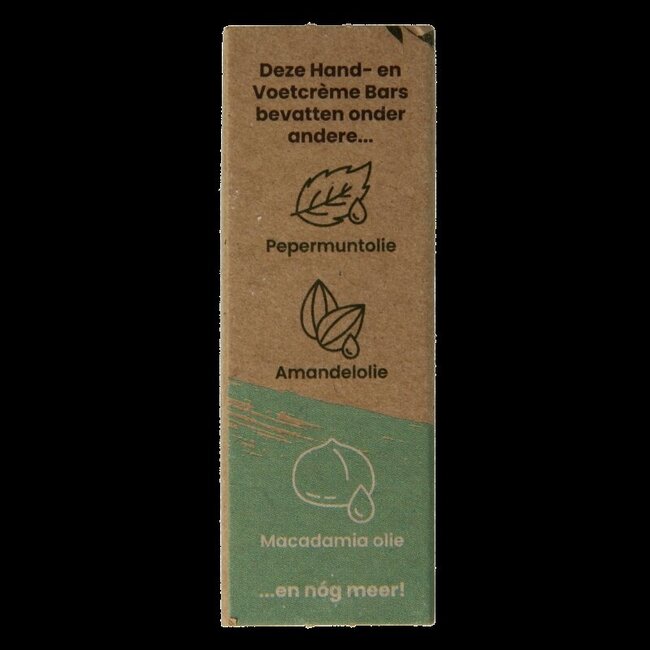 Deze Hand- en
Voetcrème Bars
bevatten onder
andere...
Pepermuntolie
Amandelolie
Macadamia olie
...en nóg meer!